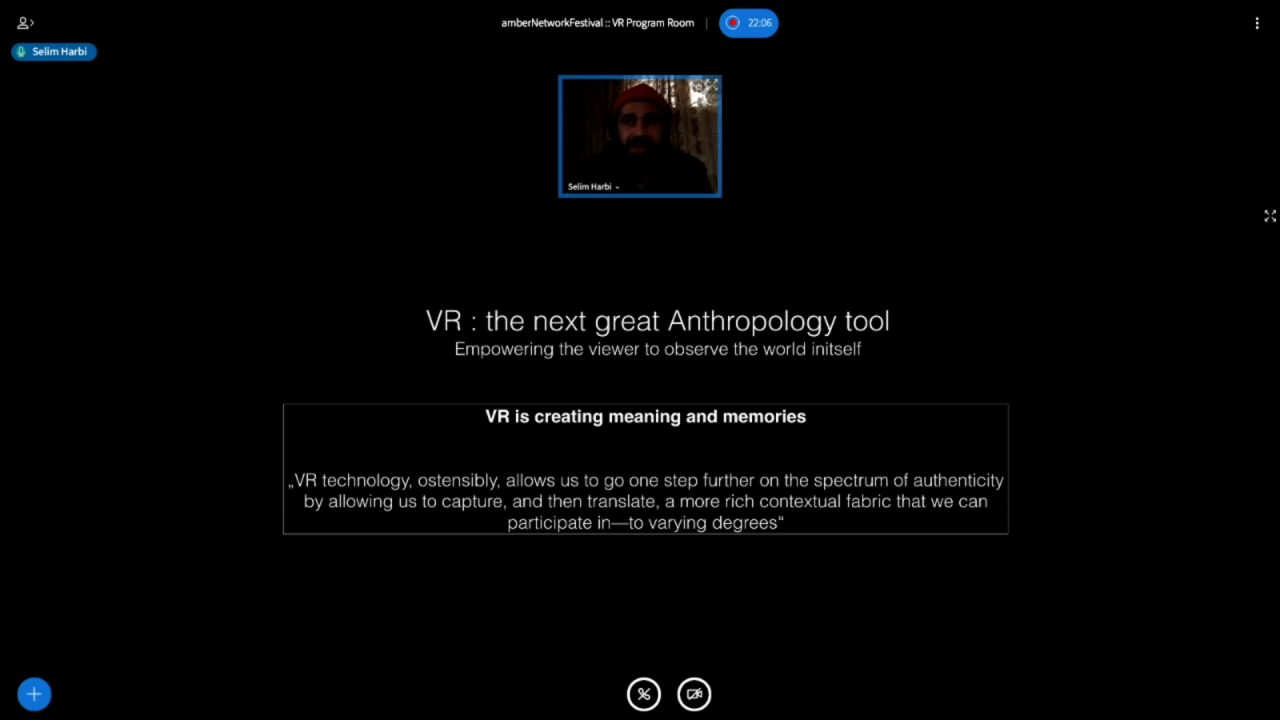 amberNetworkFestival :: VR Program Room
22:06
Selim Harbi
Selim Harbi
VR : the next great Anthropology tool
Empowering the viewer to observe the world initself
VR is creating meaning and memories
„VR technology, ostensibly, allows us to go one step further on the spectrum of authenticity
by allowing us to capture, and then translate, a more rich contextual fabric that we can
participate in—to varying degrees“